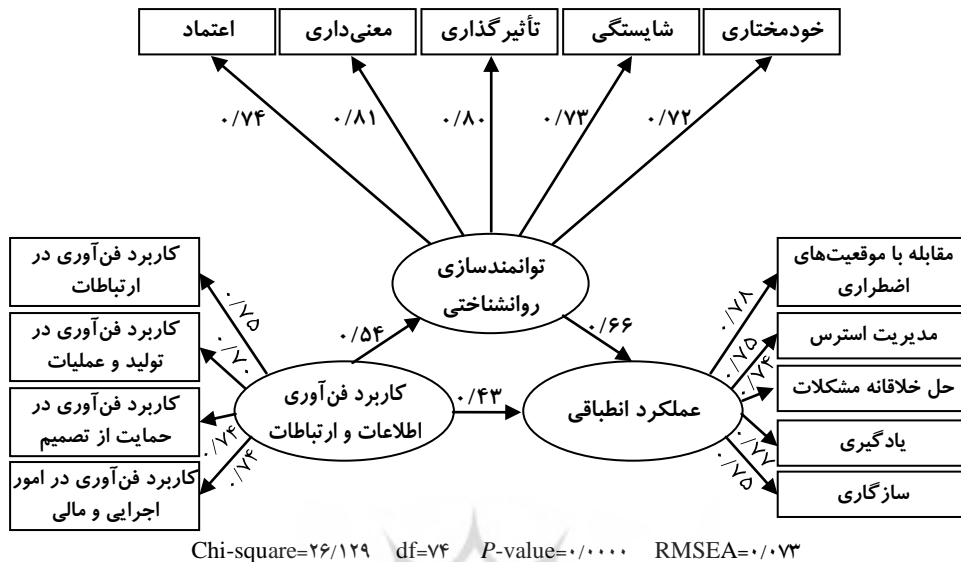 خودمختاری
شایستگی
تأثیرگذاری
معنی‌داری
اعتماد
۰/۷۲
۰/۷۳
۰/۸۰
۰/۸۱
۰/۷۴
توانمندسازی
روانشناختی
مقابله با موقعیت‌های
اضطراری
مدیریت استرس
حل خلاقانه مشکلات
یادگیری
سازگاری
۰/۷۸
۰/۷۵
۰/۷۴
۰/۷۷
۰/۷۵
عملکرد انطباقی
۰/۶۶
۰/۵۴
۰/۴۳
کاربرد فن‌آوری
اطلاعات و ارتباطات
۰/۷۵
۰/۷۰
۰/۷۴
۰/۷۴
کاربرد فن‌آوری در
ارتباطات
کاربرد فن‌آوری در
تولید و عملیات
کاربرد فن‌آوری در
حمایت از تصمیم
کاربرد فن‌آوری در امور
اجرایی و مالی
Chi-square=۲۶/۱۲۹ df=۷۴ P-value=۰/۰۰۰۰ RMSEA=۰/۰۷۳